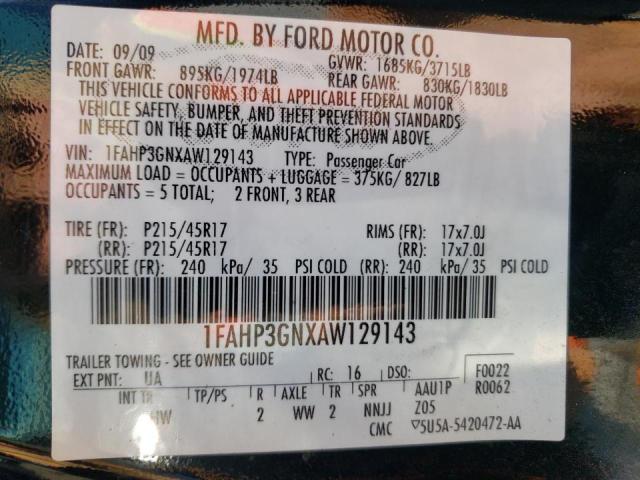 MFD. BY FORD MOTOR CO.
DATE: 09/09 GVWR: 1685KG/3715LB
FRONT GAWR: 895KG/1974LB REAR GAWR: 830KG/1830LB
THIS VEHICLE CONFORMS TO ALL APPLICABLE FEDERAL MOTOR
VEHICLE SAFETY, BUMPER, AND THEFT PREVENTION STANDARDS
IN EFFECT ON THE DATE OF MANUFACTURE SHOWN ABOVE.
VIN: 1FAHP3GNXAW129143 TYPE: Passenger Car
MAXIMUM LOAD = OCCUPANTS + LUGGAGE = 375KG/ 827LB
OCCUPANTS = 5 TOTAL; 2 FRONT, 3 REAR
TIRE (FR): P215/45R17 RIMS (FR): 17x7.0J
(RR): P215/45R17 (RR): 17x7.0J
PRESSURE (FR): 240 kPa/ 35 PSI COLD (RR): 240 kPa/ 35 PSI COLD
1FAHP3GNXAW129143
TRAILER TOWING - SEE OWNER GUIDE
EXT PNT: UA RC: 16 DSO: F0022
INT TR TP/PS R AXLE TR SPR AAU1P R0062
HW 2 WW 2 NNJJ Z05
CMC ▽5U5A-5420472-AA